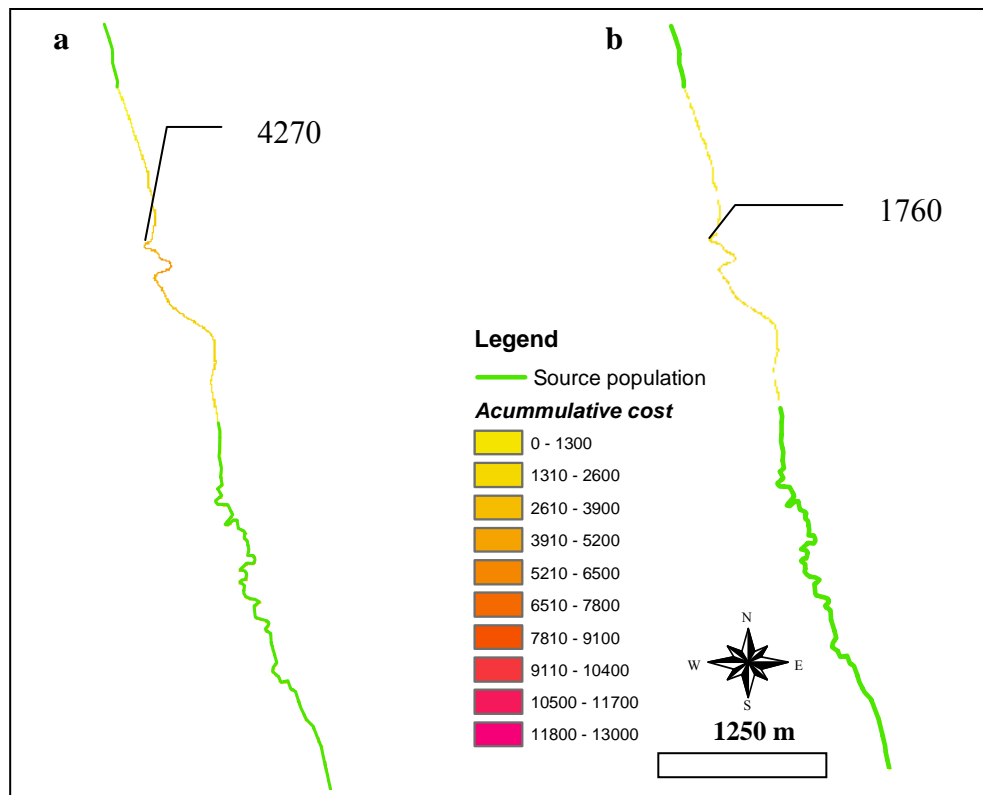 a
b
4270
1760
Legend
Source population
Acummulative cost
0 - 1300
1310 - 2600
2610 - 3900
3910 - 5200
5210 - 6500
6510 - 7800
7810 - 9100
9110 - 10400
10500 - 11700
11800 - 13000
N
W E
S
1250 m